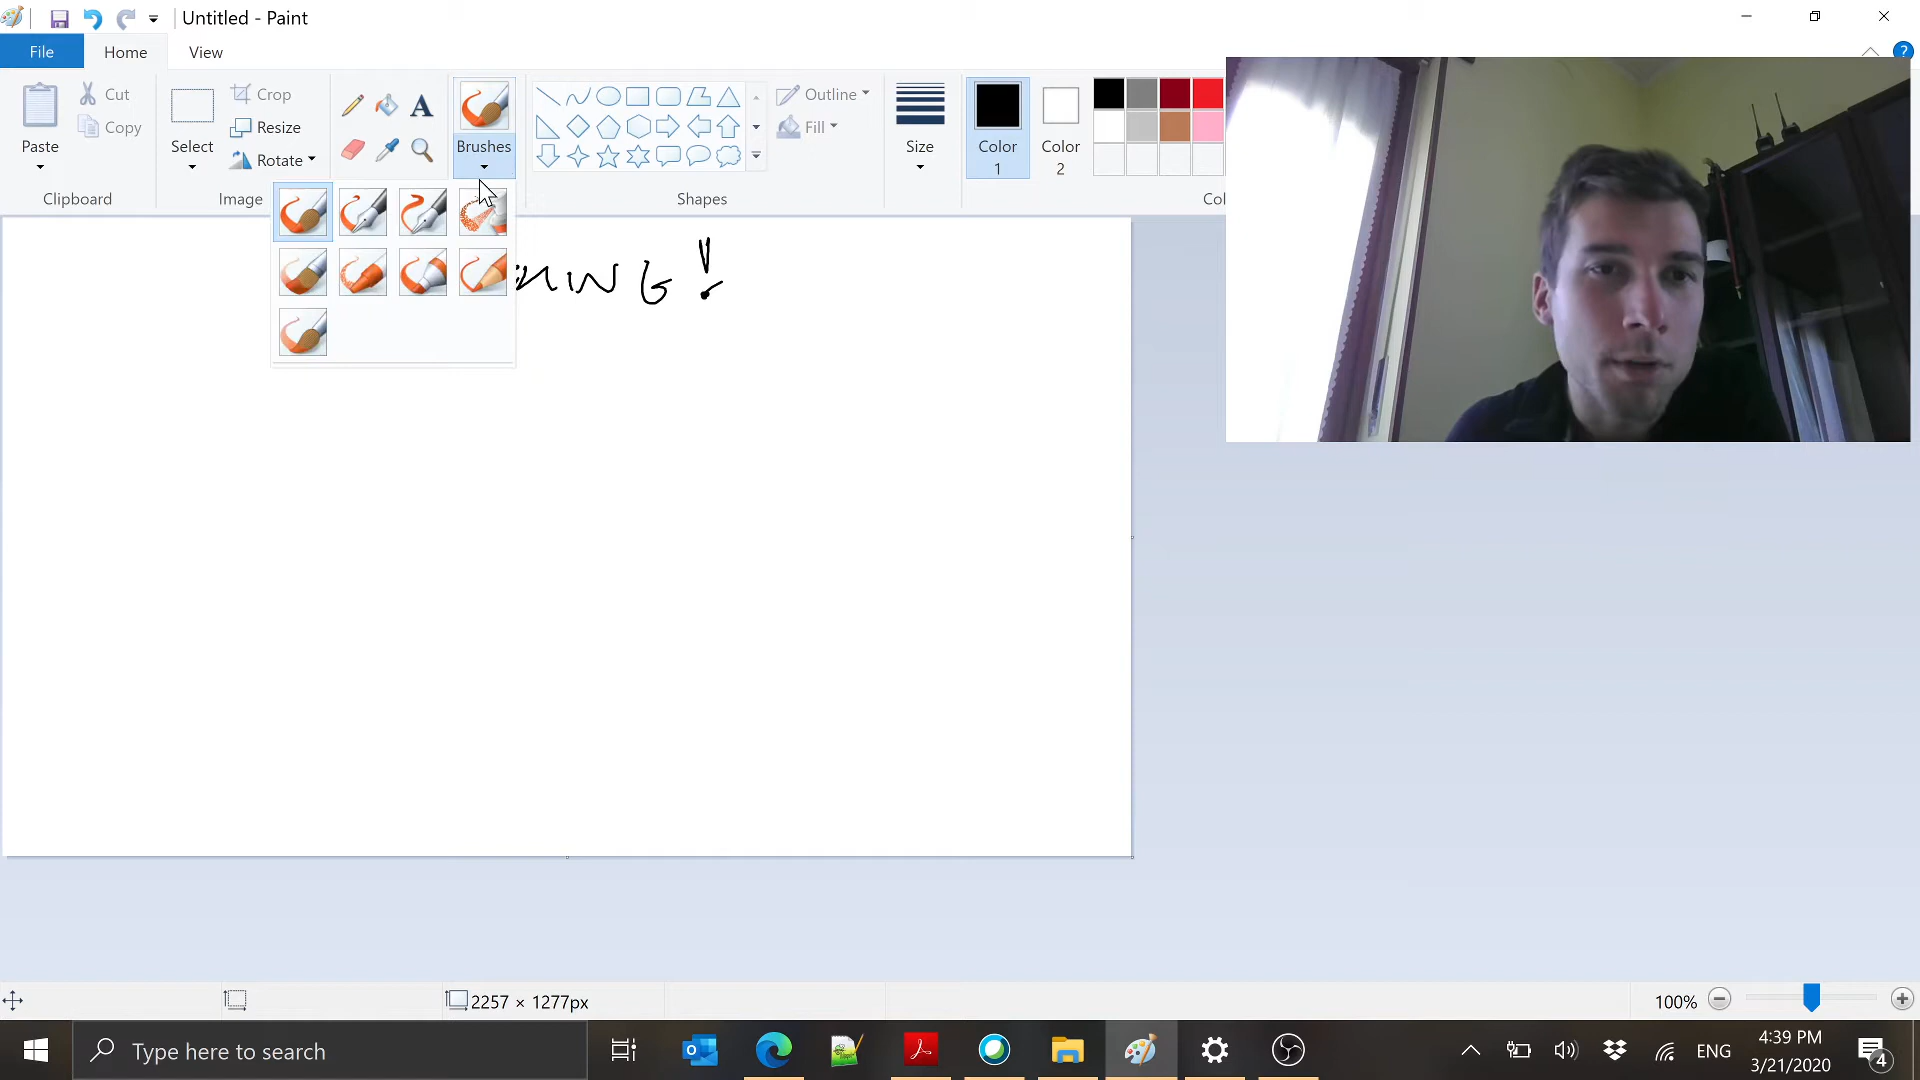 Untitled - Paint
File Home View
Cut
Crop
Outline
Copy
Resize
Fill
Paste
Select
Rotate
Brushes
Size
Color
1
Color
2
Clipboard
Image
Shapes
Col
NING!
2257 × 1277px
100%
Type here to search
ENG
4:39 PM
3/21/2020
4